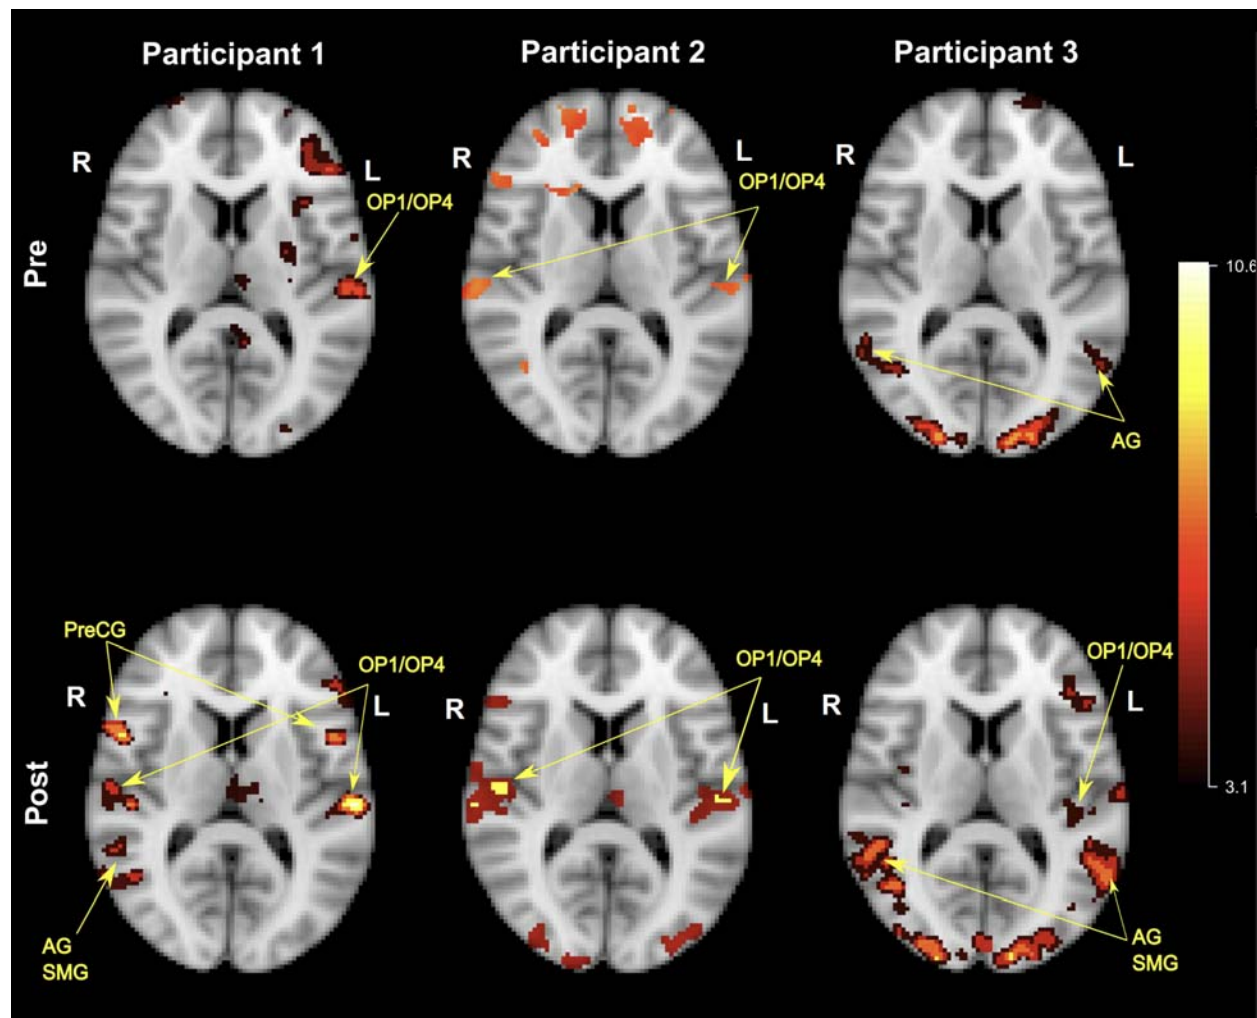 Participant 1
Participant 2
Participant 3
R
L
OP1/OP4
R
L
OP1/OP4
R
L
AG
Pre
10.6
3.1
PreCG
OP1/OP4
R
L
AG
SMG
OP1/OP4
R
L
OP1/OP4
R
L
AG
SMG
Post